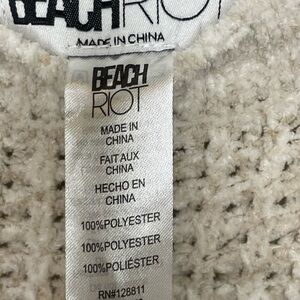 BEACH RIOT
MADE IN CHINA
BEACH
RIOT
MADE IN
CHINA
FAIT AUX
CHINA
HECHO EN
CHINA
100%POLYESTER
100%POLYESTER
100%POLIÉSTER
RN#128811